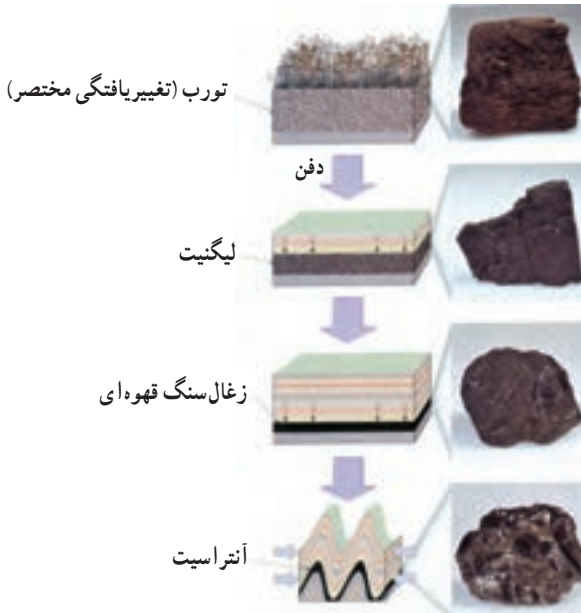 تورب (تغییریافتگی مختصر)
دفن
لیگنیت
زغال‌سنگ قهوه‌ای
آنتراسیت